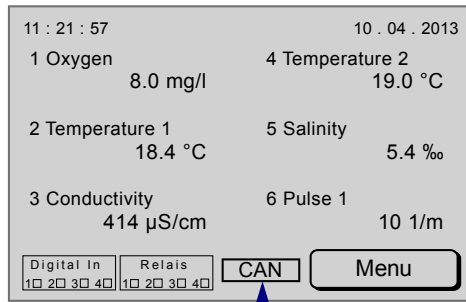 11 : 21 : 57 10 . 04 . 2013
1 Oxygen 4 Temperature 2
8.0 mg/l 19.0 °C
2 Temperature 1 5 Salinity
18.4 °C 5.4 ‰
3 Conductivity 6 Pulse 1
414 µS/cm 10 1/m
Digital In Relais CAN Menu
1☐ 2☐ 3☐ 4☐ 1☐ 2☐ 3☐ 4☐